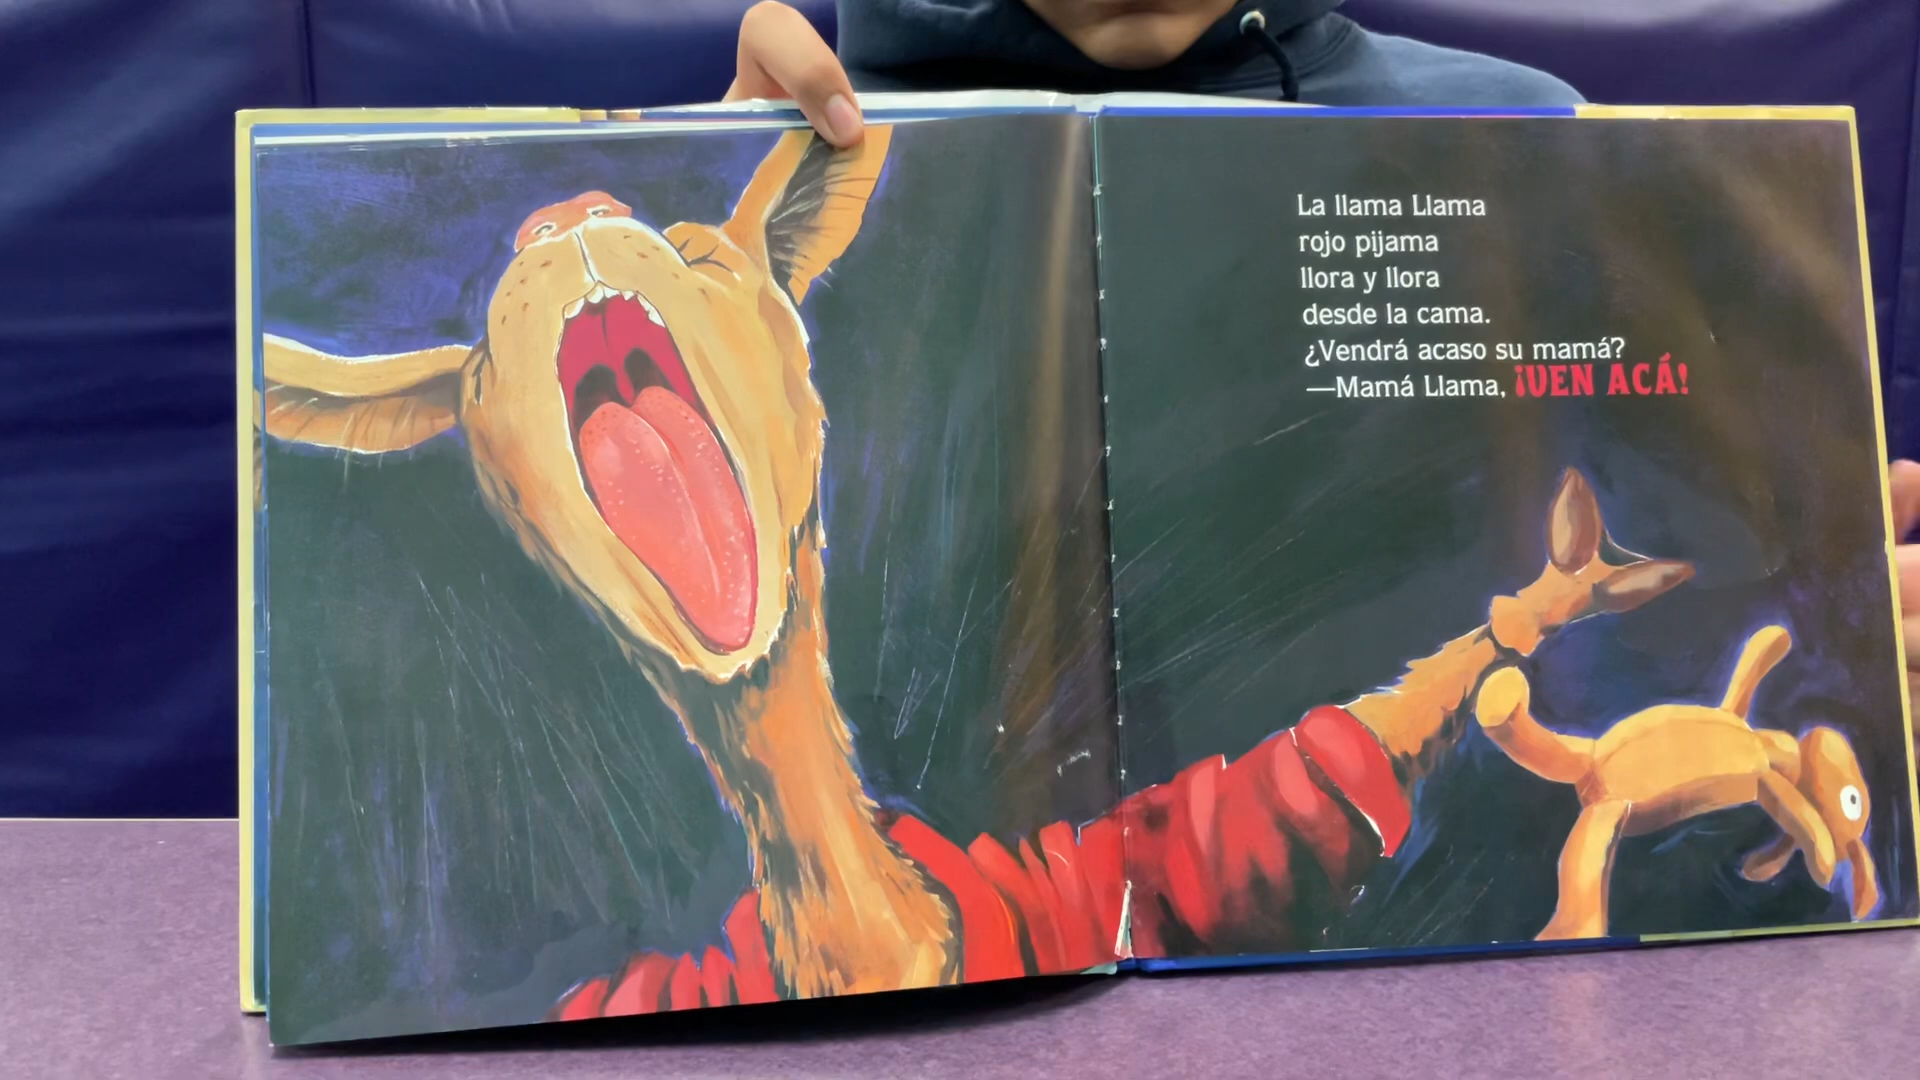 La llama Llama
rojo pijama
llora y llora
desde la cama.
¿Vendrá acaso su mamá?
—Mamá Llama, ¡VEN ACÁ!